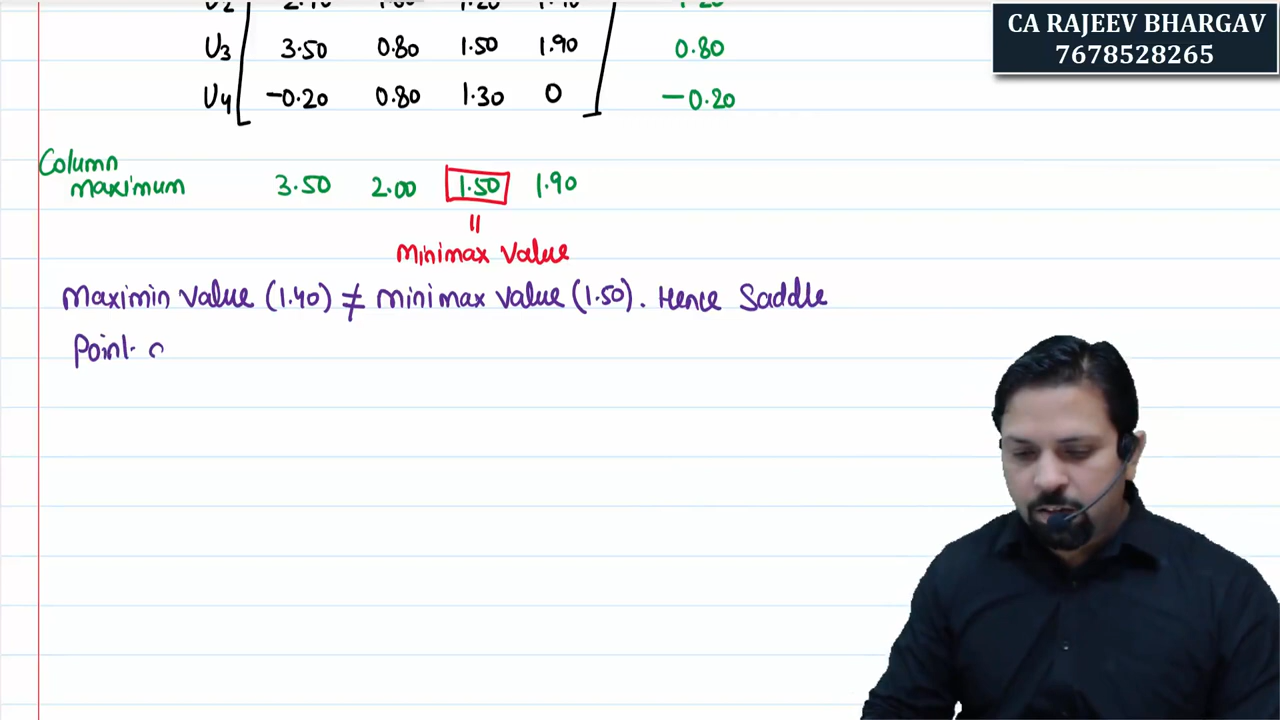 CA RAJEEV BHARGAV
7678528265
U3 3.50 0.80 1.50 1.90 0.80
U4 -0.20 0.80 1.30 0 -0.20
Column
maximum 3.50 2.00 1.50 1.90
=
Minimax Value
Maximin Value (1.40) ≠ minimax value (1.50). Hence Saddle
Point